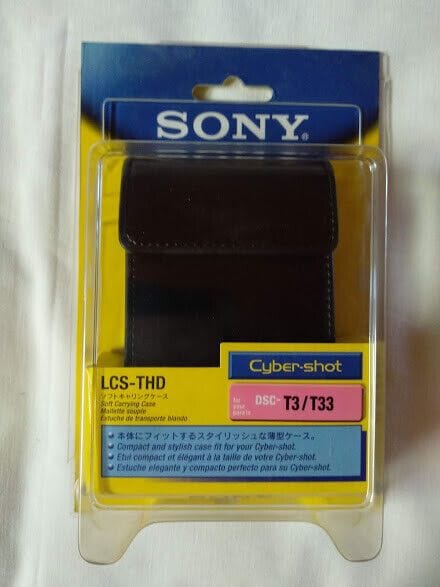 SONY®
Cyber-shot
LCS-THD
ソフトキャリングケース
Soft Carrying Case
Mallette souple
Estuche de transporte blando
for
pour
para la
DSC- T3/T33
● 本体にフィットするスタイリッシュな薄型ケース。
● Compact and stylish case fit for your Cyber-shot.
● Etui compact et élégant à la taille de votre Cyber-shot.
● Estuche elegante y compacto perfecto para su Cyber-shot.